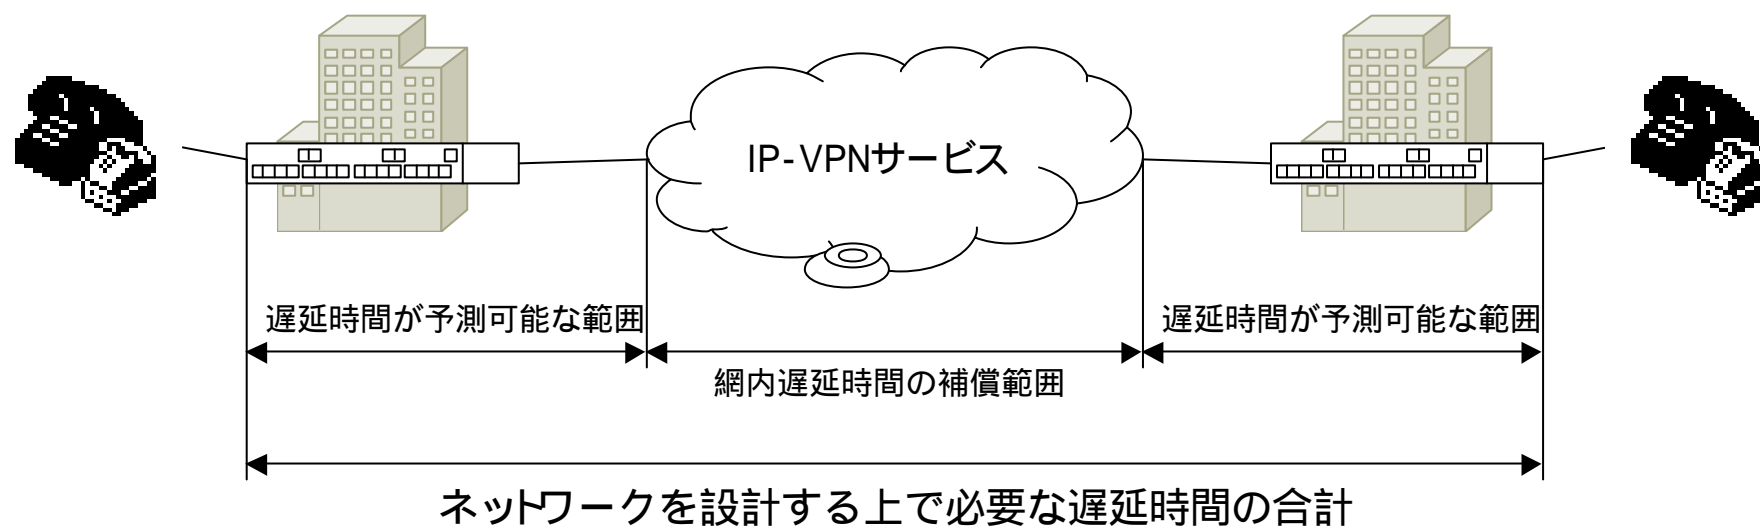 IP-VPNサービス
遅延時間が予測可能な範囲
遅延時間が予測可能な範囲
網内遅延時間の補償範囲
ネットワークを設計する上で必要な遅延時間の合計